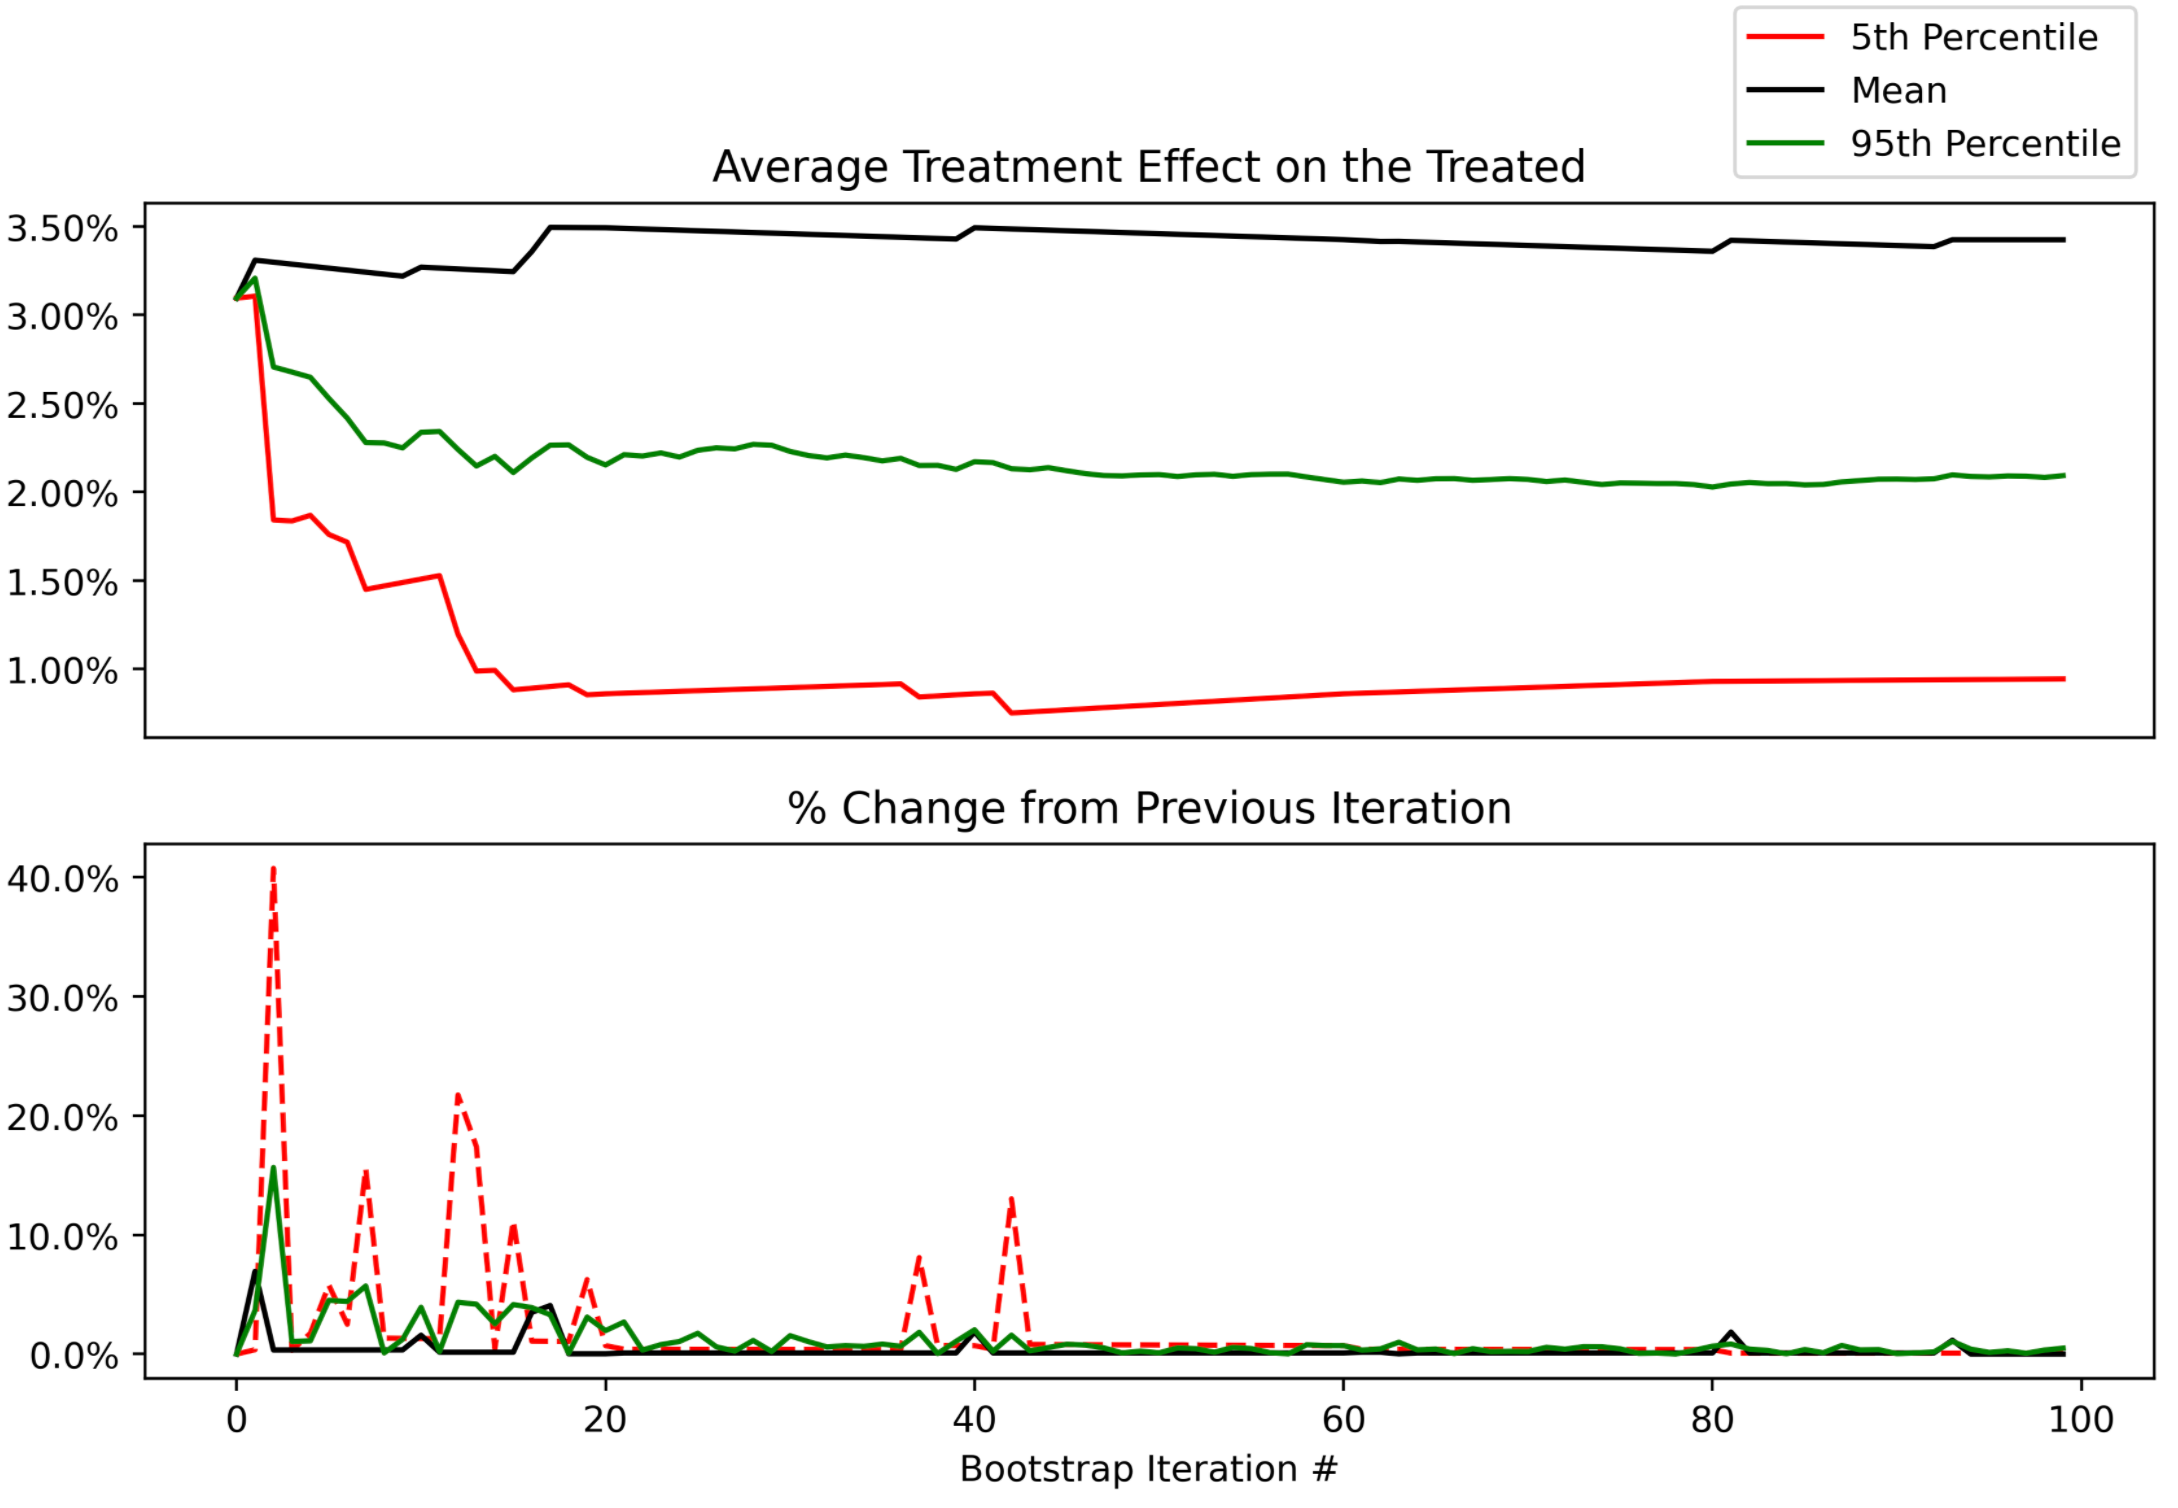 5th Percentile
Mean
95th Percentile
Average Treatment Effect on the Treated
3.50%
3.00%
2.50%
2.00%
1.50%
1.00%
% Change from Previous Iteration
40.0%
30.0%
20.0%
10.0%
0.0%
0 20 40 60 80 100
Bootstrap Iteration #